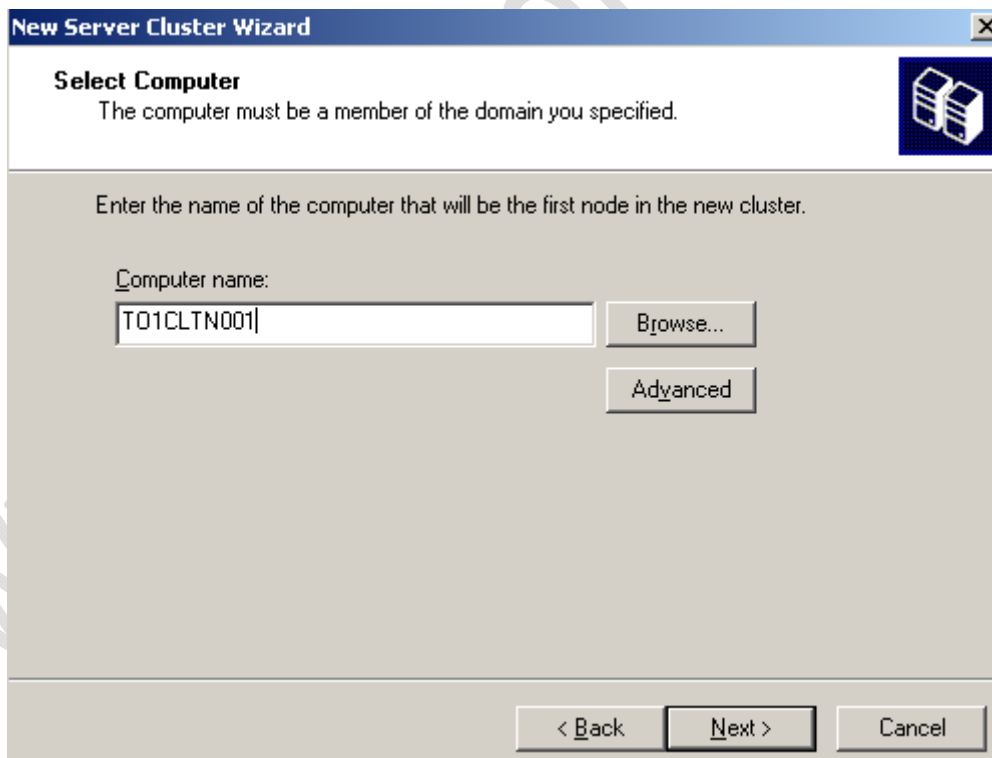 New Server Cluster Wizard
Select Computer
The computer must be a member of the domain you specified.
Enter the name of the computer that will be the first node in the new cluster.
Computer name:
TO1CLTN001
Browse...
Advanced
< Back Next > Cancel